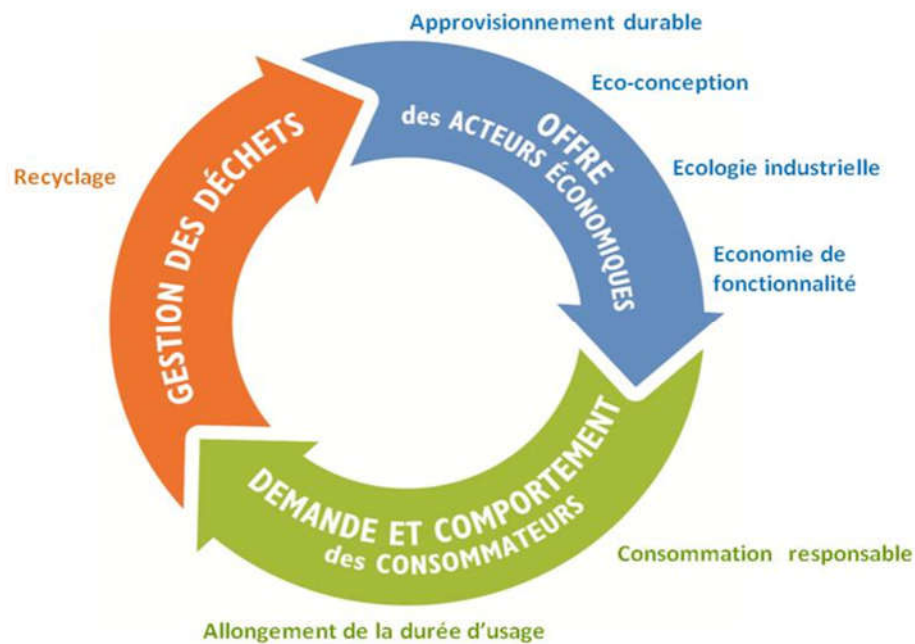 Approvisionnement durable
Eco-conception
OFFRE
des ACTEURS ÉCONOMIQUES
Ecologie industrielle
Economie de
fonctionnalité
Recyclage
GESTION DES DÉCHETS
DEMANDE ET COMPORTEMENT
des CONSOMMATEURS
Consommation responsable
Allongement de la durée d'usage